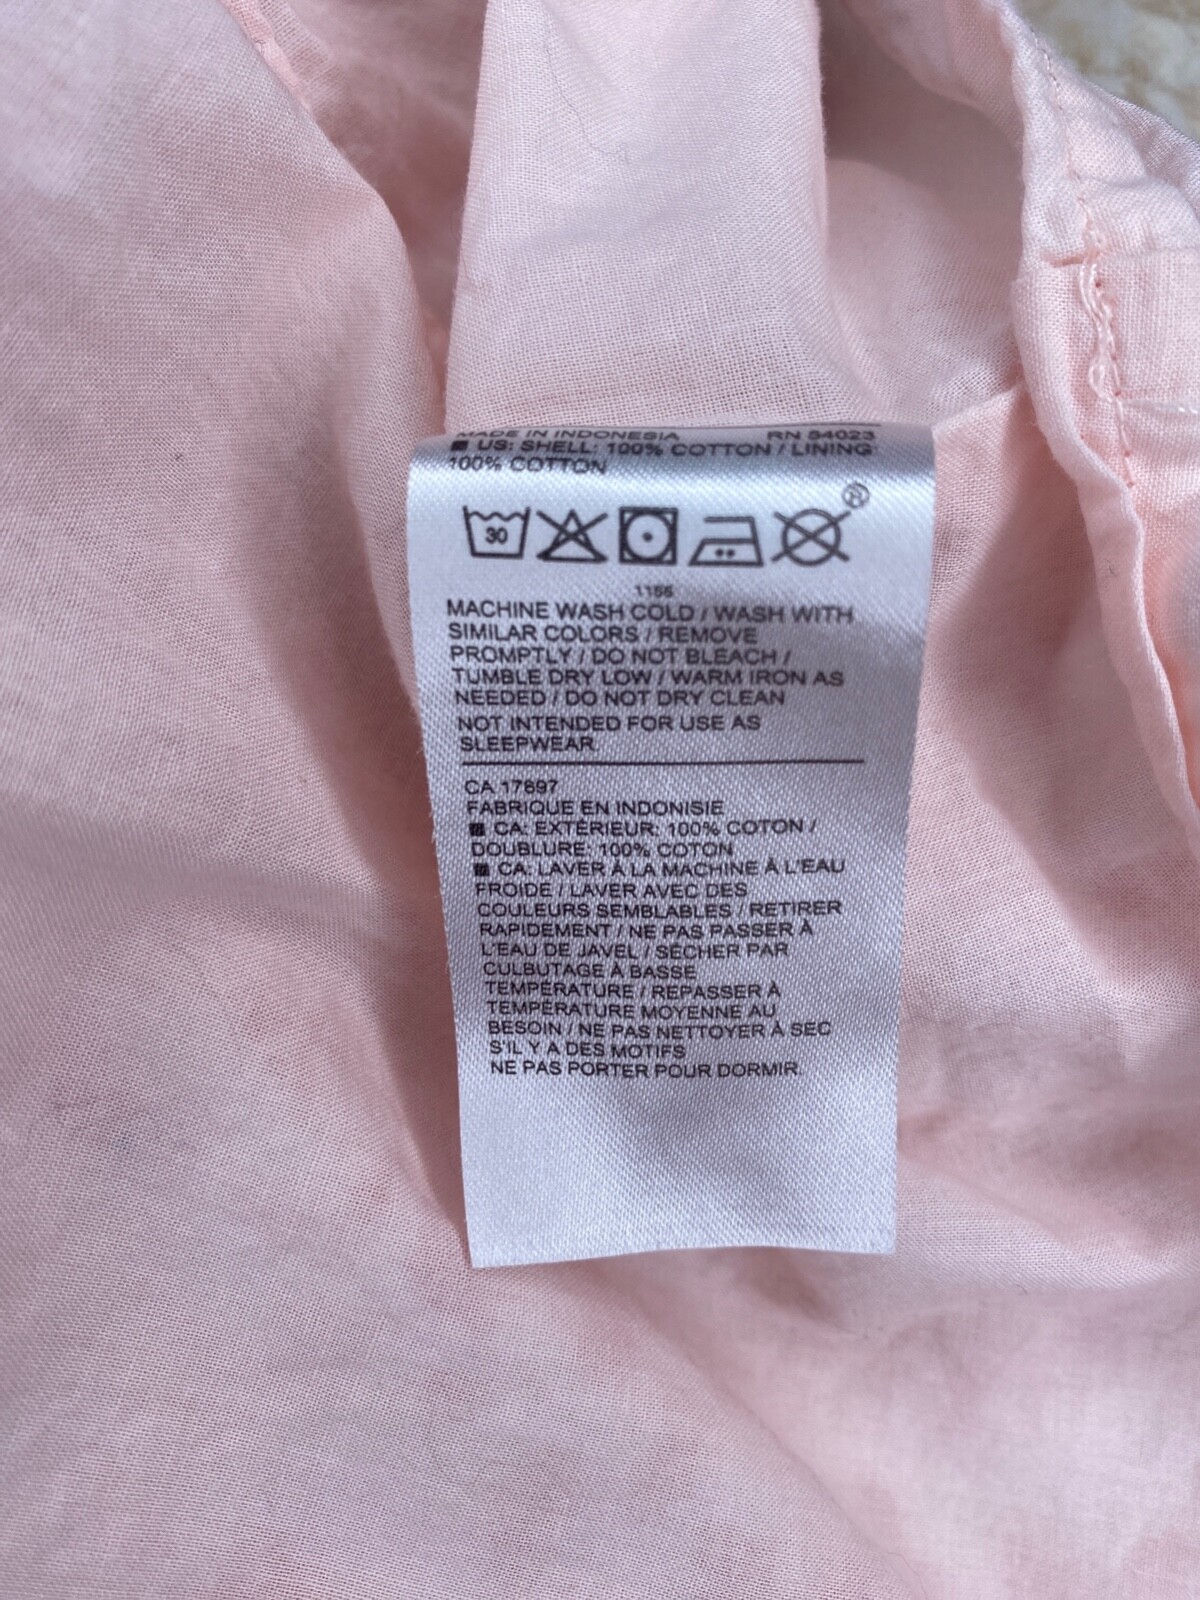 MADE IN INDONESIA RN 54023
US: SHELL: 100% COTTON / LINING:
100% COTTON
®
30
1156
MACHINE WASH COLD / WASH WITH
SIMILAR COLORS / REMOVE
PROMPTLY / DO NOT BLEACH /
TUMBLE DRY LOW / WARM IRON AS
NEEDED / DO NOT DRY CLEAN
NOT INTENDED FOR USE AS
SLEEPWEAR.
CA 17897
FABRIQUE EN INDONISIE
CA: EXTÉRIEUR: 100% COTON /
DOUBLURE: 100% COTON
CA: LAVER À LA MACHINE À L'EAU
FROIDE / LAVER AVEC DES
COULEURS SEMBLABLES / RETIRER
RAPIDEMENT / NE PAS PASSER À
L'EAU DE JAVEL / SÉCHER PAR
CULBUTAGE À BASSE
TEMPÉRATURE / REPASSER À
TEMPÉRATURE MOYENNE AU
BESOIN / NE PAS NETTOYER À SEC
S'IL Y A DES MOTIFS
NE PAS PORTER POUR DORMIR.